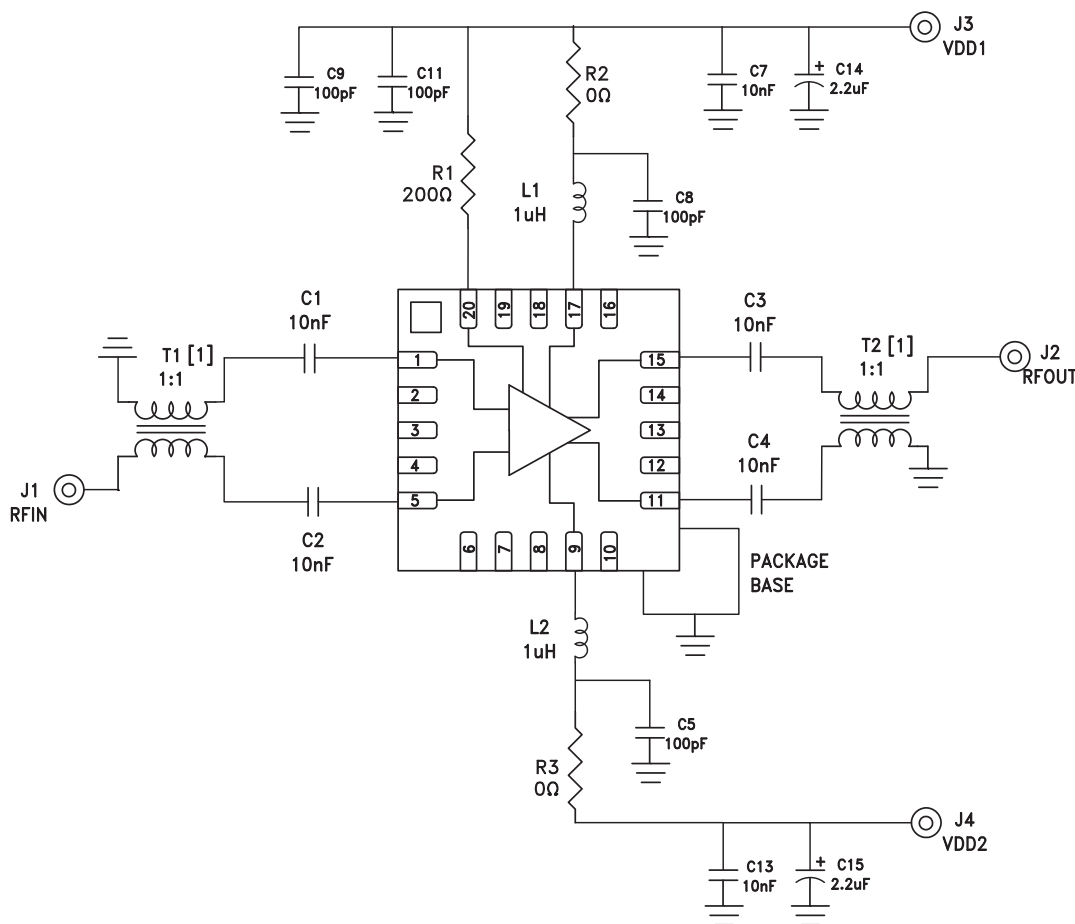 J3
VDD1
C9
100pF
C11
100pF
R2
0Ω
C7
10nF
C14
2.2uF
+
R1
200Ω
L1
1uH
C8
100pF
C1
10nF
20
19
18
17
16
C3
10nF
T1 [1]
1:1
1
2
3
4
5
15
14
13
12
11
T2 [1]
1:1
J2
RFOUT
C4
10nF
J1
RFIN
C2
10nF
6
7
8
9
10
PACKAGE
BASE
L2
1uH
C5
100pF
R3
0Ω
J4
VDD2
C13
10nF
+
C15
2.2uF